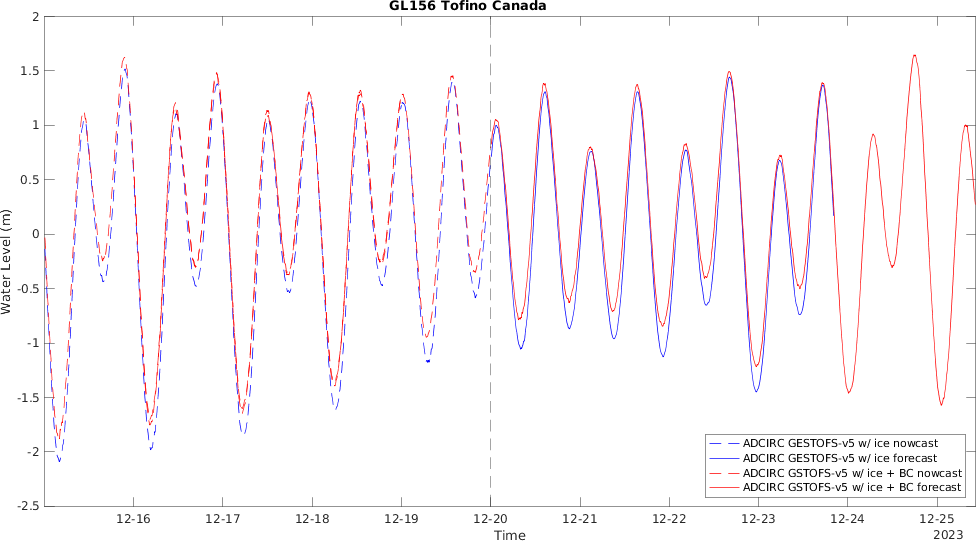 GL156 Tofino Canada
2
1.5
1
0.5
0
-0.5
-1
-1.5
-2
-2.5
Water Level (m)
ADCIRC GESTOFS-v5 w/ ice nowcast
ADCIRC GESTOFS-v5 w/ ice forecast
ADCIRC GSTOFS-v5 w/ ice + BC nowcast
ADCIRC GSTOFS-v5 w/ ice + BC forecast
12-16 12-17 12-18 12-19 12-20 12-21 12-22 12-23 12-24 12-25
Time
2023